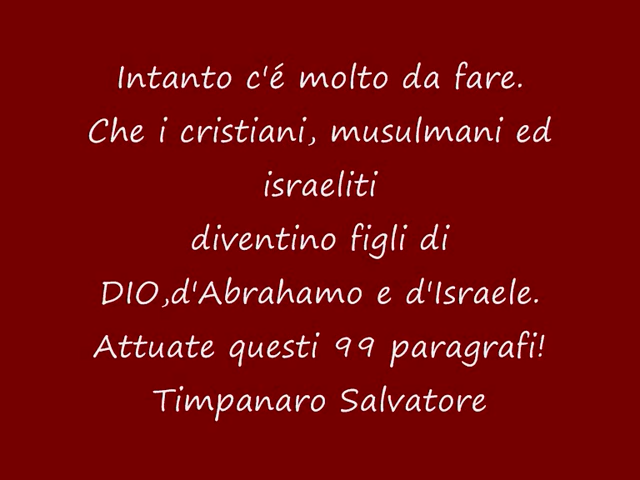 Intanto c'é molto da fare.
Che i cristiani, musulmani ed
israeliti
diventino figli di
DIO,d'Abrahamo e d'Israele.
Attuate questi 99 paragrafi!
Timpanaro Salvatore